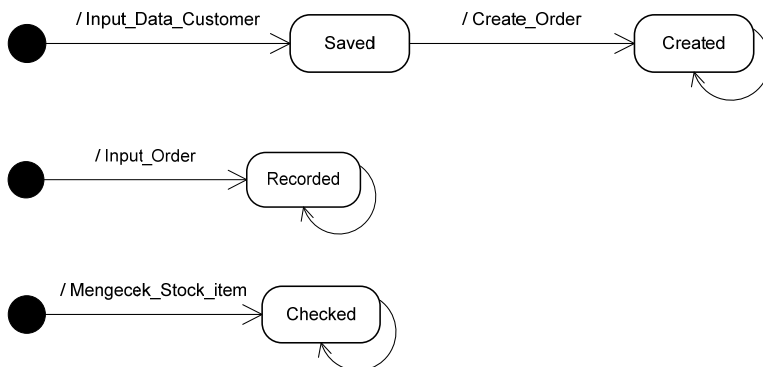 / Input_Data_Customer
/ Create_Order
Saved
Created
/ Input_Order
Recorded
/ Mengecek_Stock_item
Checked